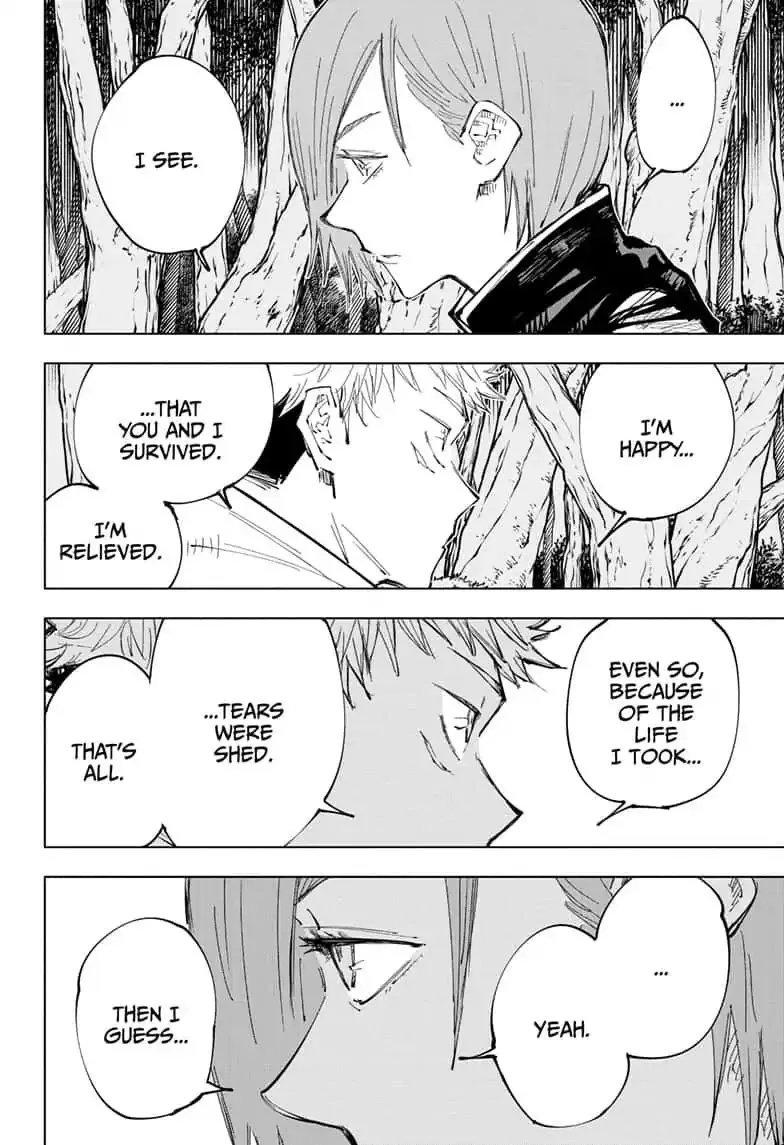 ...
I SEE.
I'M
HAPPY...
...THAT
YOU AND I
SURVIVED.
I'M
RELIEVED.
EVEN SO,
BECAUSE
OF THE
LIFE
I TOOK...
...TEARS
WERE
SHED.
THAT'S
ALL.
...
YEAH.
THEN I
GUESS...